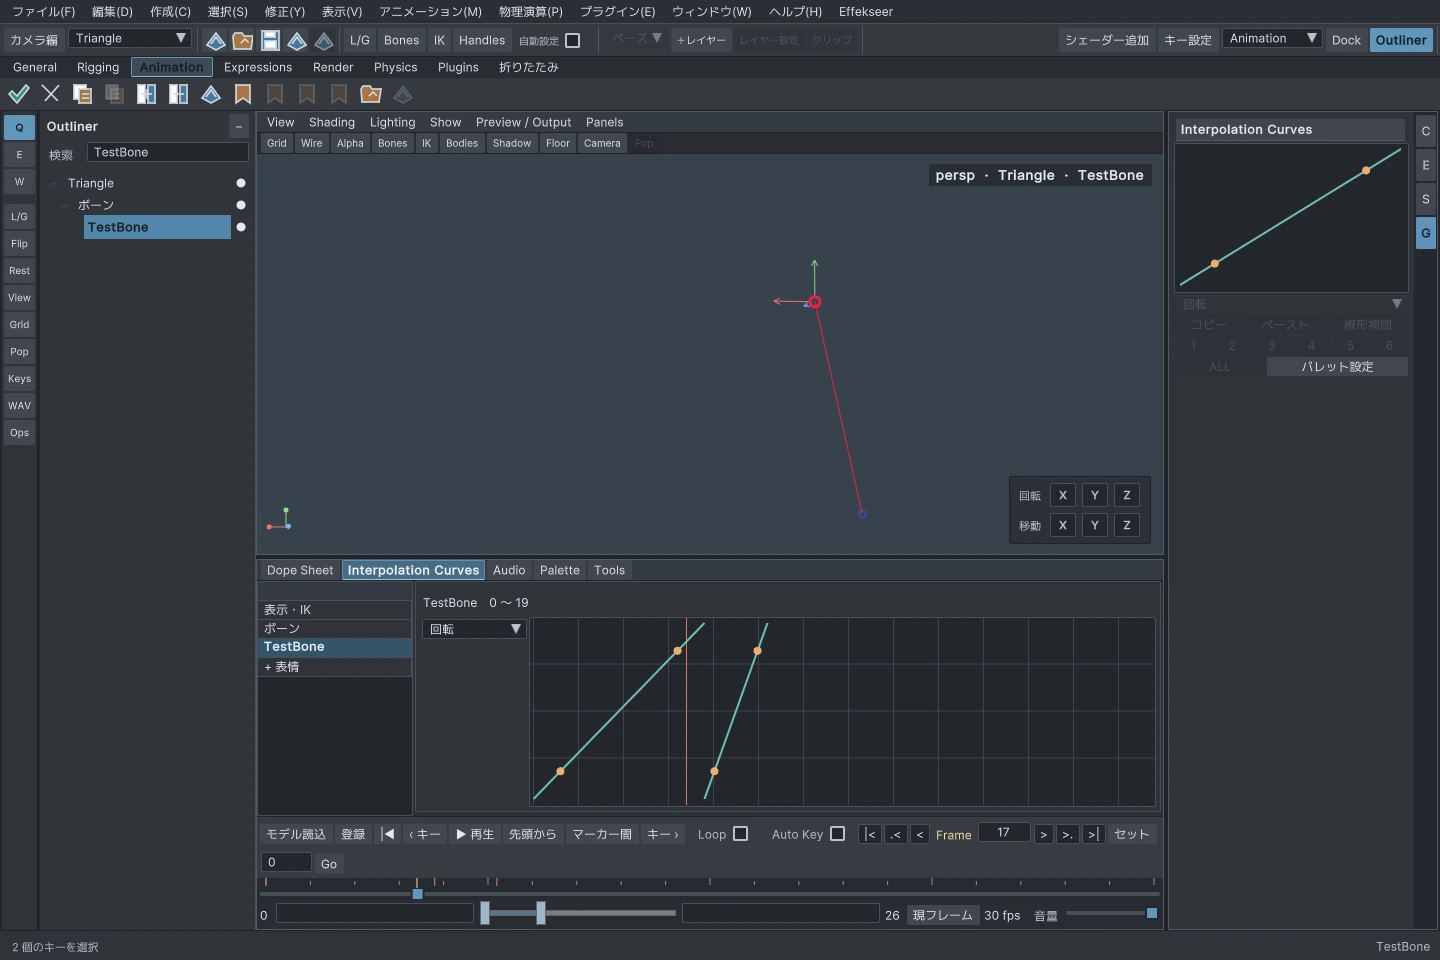 ファイル(F) 編集(D) 作成(C) 選択(S) 修正(Y) 表示(V) アニメーション(M) 物理演算(P) プラグイン(E) ウィンドウ(W) ヘルプ(H) Effekseer
カメラ編 Triangle ▼ L/G Bones IK Handles 自動設定 ベース ▼ +レイヤー レイヤー設定 クリップ シェーダー追加 キー設定 Animation ▼ Dock Outliner
General Rigging Animation Expressions Render Physics Plugins 折りたたみ
Q
E
W
L/G
Flip
Rest
View
Grid
Pop
Keys
WAV
Ops
Outliner –
検索 TestBone
Triangle
ボーン
TestBone
View Shading Lighting Show Preview / Output Panels
Grid Wire Alpha Bones IK Bodies Shadow Floor Camera Pop
persp · Triangle · TestBone
z
回転 X Y Z
移動 X Y Z
Interpolation Curves
回転 ▼
コピー ペースト 線形補間
1 2 3 4 5 6
ALL パレット設定
C
E
S
G
Dope Sheet Interpolation Curves Audio Palette Tools
表示・IK
ボーン
TestBone
+ 表情
TestBone 0 〜 19
回転 ▼
モデル読込 登録 |◀ ‹ キー ▶ 再生 先頭から マーカー間 キー › Loop Auto Key |< .< < Frame 17 > >. >| セット
0 Go
0 26 現フレーム 30 fps 音量
2 個のキーを選択 TestBone